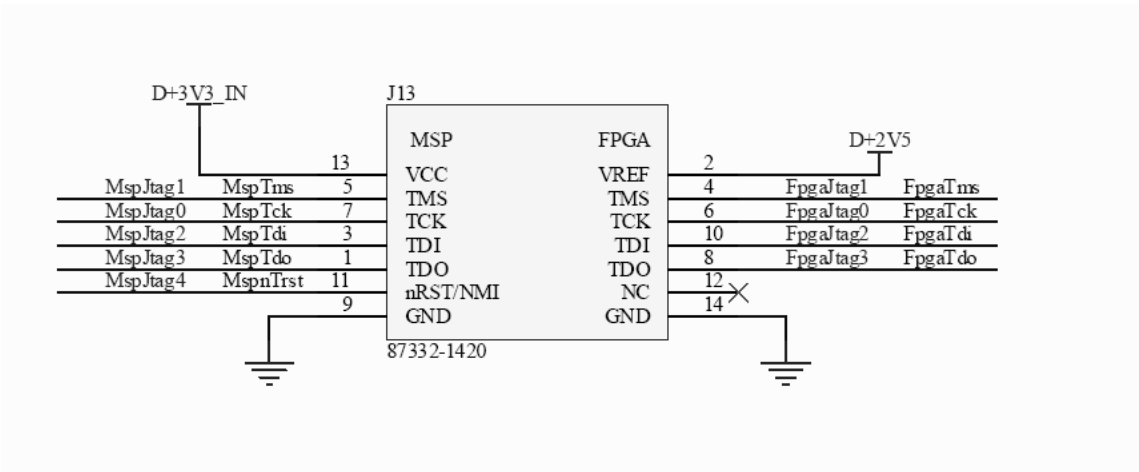 D+3V3_IN
J13
MSP FPGA
D+2V5
13 VCC VREF 2
MspJtag1 MspTms 5 TMS TMS 4 FpgaJtag1 FpgaTms
MspJtag0 MspTck 7 TCK TCK 6 FpgaJtag0 FpgaTck
MspJtag2 MspTdi 3 TDI TDI 10 FpgaJtag2 FpgaTdi
MspJtag3 MspTdo 1 TDO TDO 8 FpgaJtag3 FpgaTdo
MspJtag4 MspnTrst 11 nRST/NMI NC 12
9 GND GND 14
87332-1420